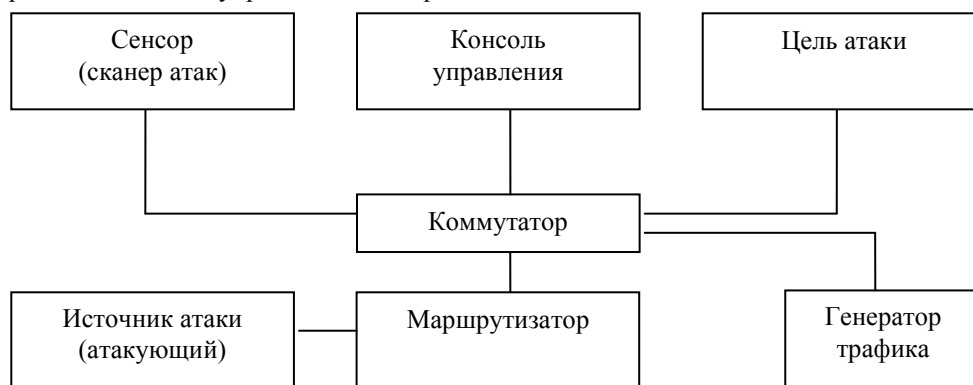 Сенсор
(сканер атак)
Консоль
управления
Цель атаки
Коммутатор
Источник атаки
(атакующий)
Маршрутизатор
Генератор
трафика